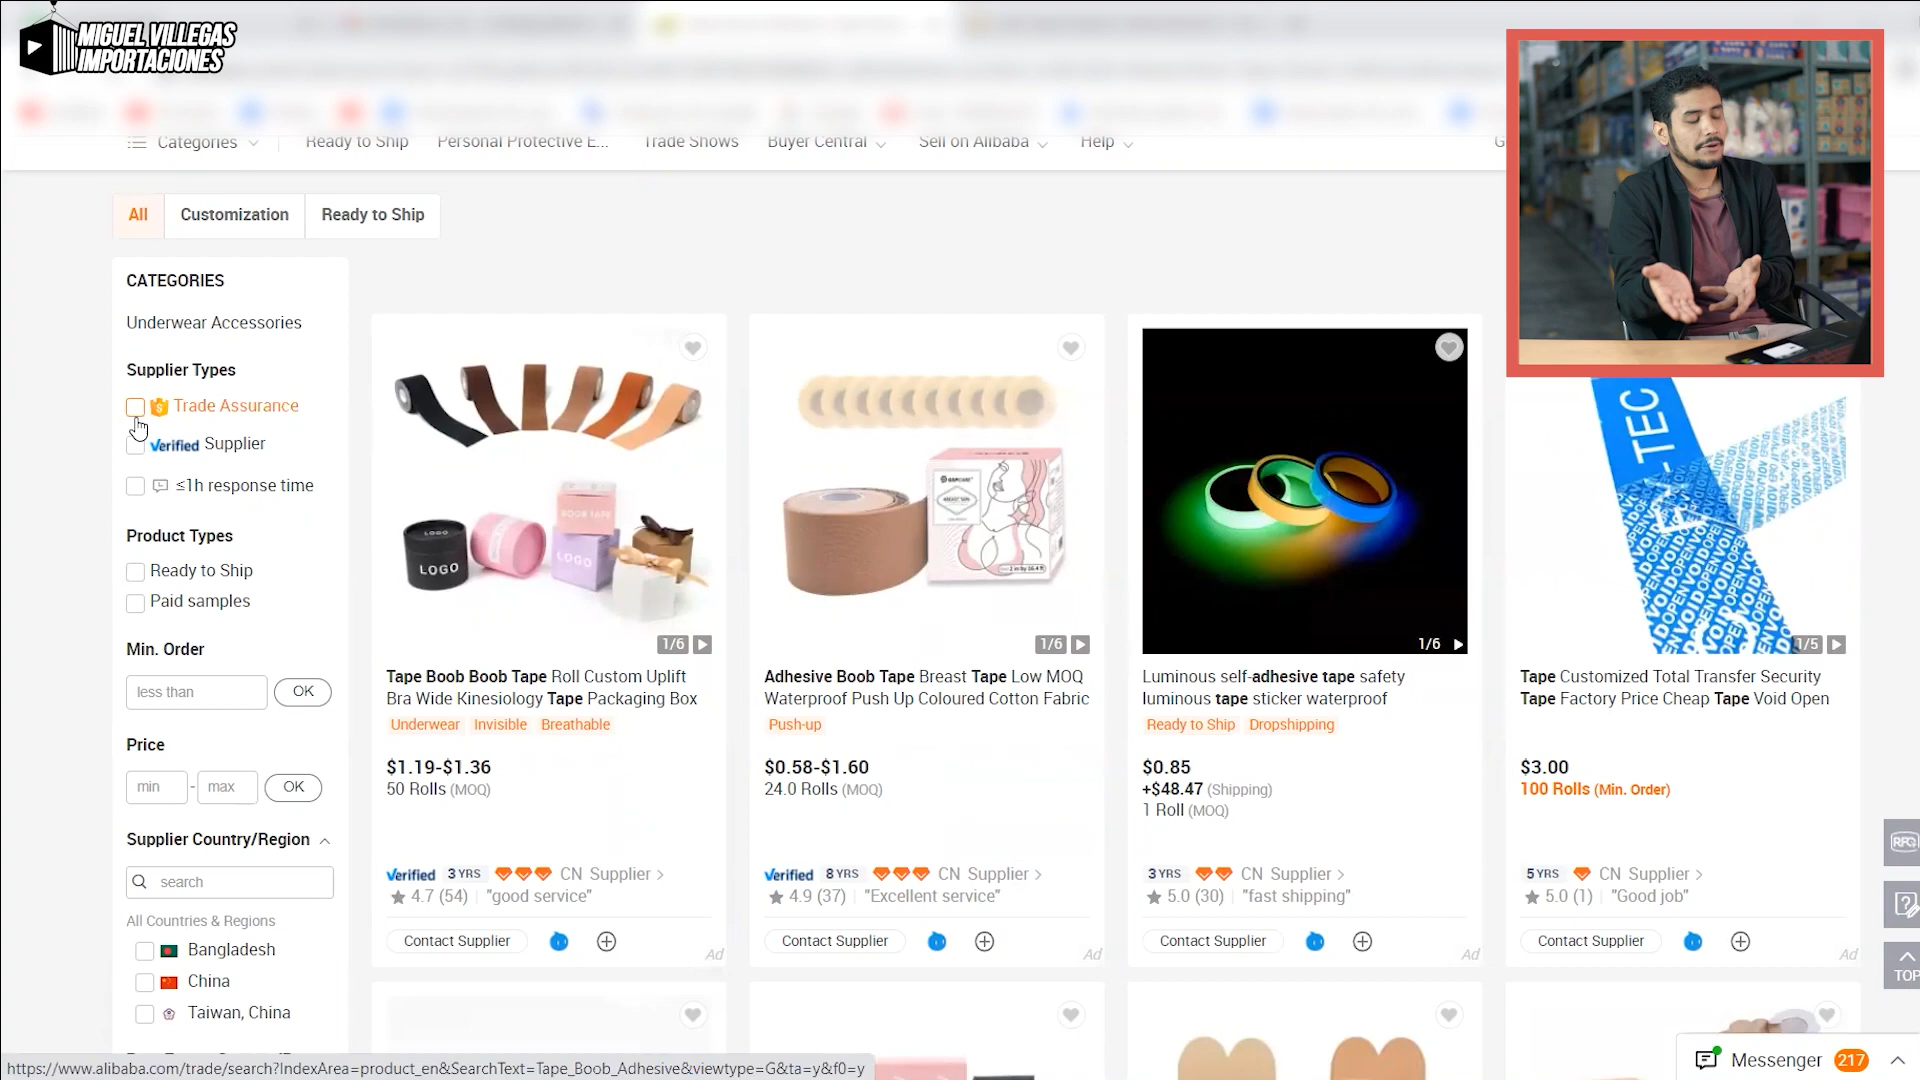 MIGUEL VILLEGAS
IMPORTACIONES
Categories
Ready to Ship
Personal Protective E...
Trade Shows
Buyer Central
Sell on Alibaba
Help
All
Customization
Ready to Ship
CATEGORIES
Underwear Accessories
Supplier Types
Trade Assurance
Verified Supplier
≤1h response time
Product Types
Ready to Ship
Paid samples
Min. Order
less than
OK
Price
min - max
OK
Supplier Country/Region
search
All Countries & Regions
Bangladesh
China
Taiwan, China
LOGO
LOGO
BOOB TAPE
LOGO
1/6
Tape Boob Boob Tape Roll Custom Uplift
Bra Wide Kinesiology Tape Packaging Box
Underwear Invisible Breathable
$1.19-$1.36
50 Rolls (MOQ)
Verified 3 YRS CN Supplier >
4.7 (54) "good service"
Contact Supplier
Ad
1/6
Adhesive Boob Tape Breast Tape Low MOQ
Waterproof Push Up Coloured Cotton Fabric
Push-up
$0.58-$1.60
24.0 Rolls (MOQ)
Verified 8 YRS CN Supplier >
4.9 (37) "Excellent service"
Contact Supplier
Ad
1/6
Luminous self-adhesive tape safety
luminous tape sticker waterproof
Ready to Ship Dropshipping
$0.85
+$48.47 (Shipping)
1 Roll (MOQ)
3 YRS CN Supplier >
5.0 (30) "fast shipping"
Contact Supplier
Ad
-TEC
1/5
Tape Customized Total Transfer Security
Tape Factory Price Cheap Tape Void Open
$3.00
100 Rolls (Min. Order)
5 YRS CN Supplier >
5.0 (1) "Good job"
Contact Supplier
Ad
RFQ
TOP
Messenger 217
https://www.alibaba.com/trade/search?IndexArea=product_en&SearchText=Tape_Boob_Adhesive&viewtype=G&ta=y&f0=y